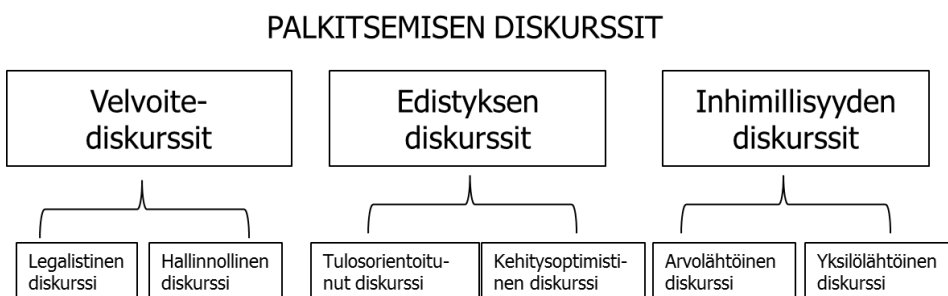 PALKITSEMISEN DISKURSSIT
Velvoite-
diskurssit
Edistyksen
diskurssit
Inhimillisyyden
diskurssit
Legalistinen
diskurssi
Hallinnollinen
diskurssi
Tulosorientoitu-
nut diskurssi
Kehitysoptimisti-
nen diskurssi
Arvolähtöinen
diskurssi
Yksilölähtöinen
diskurssi